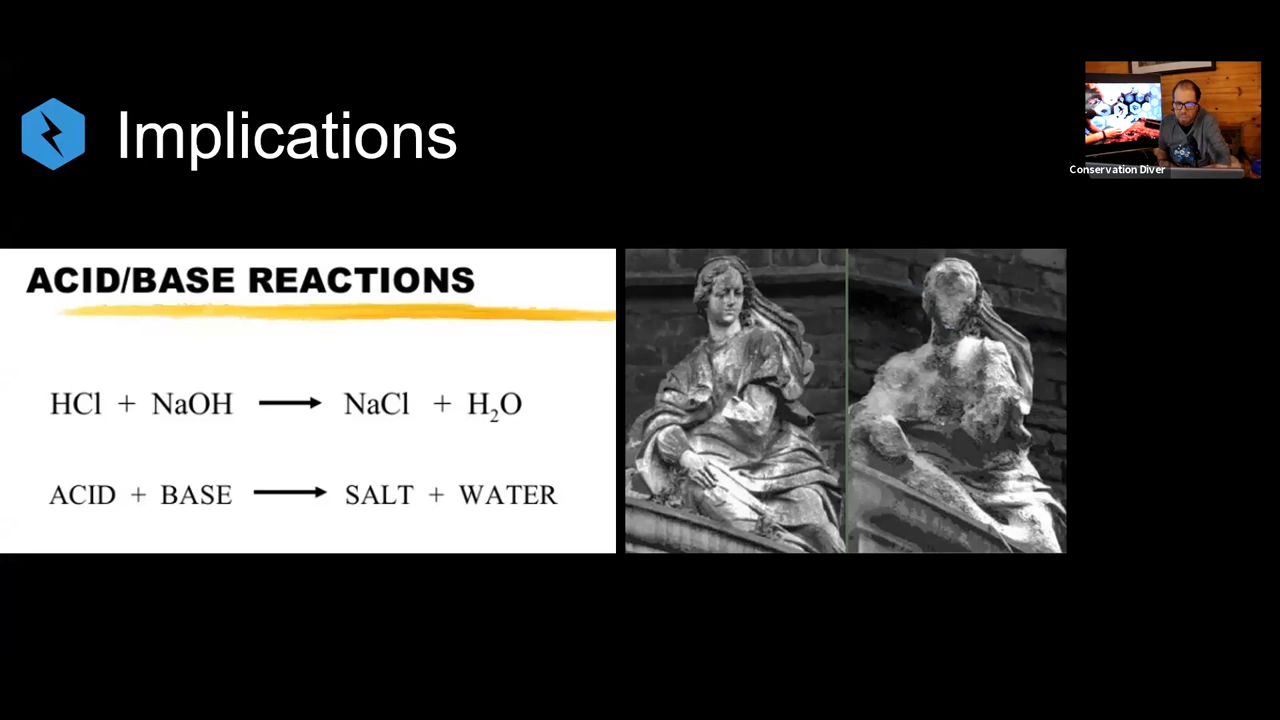 Implications
Conservation Diver
ACID/BASE REACTIONS
HCl + NaOH ⟶ NaCl + H₂O
ACID + BASE ⟶ SALT + WATER